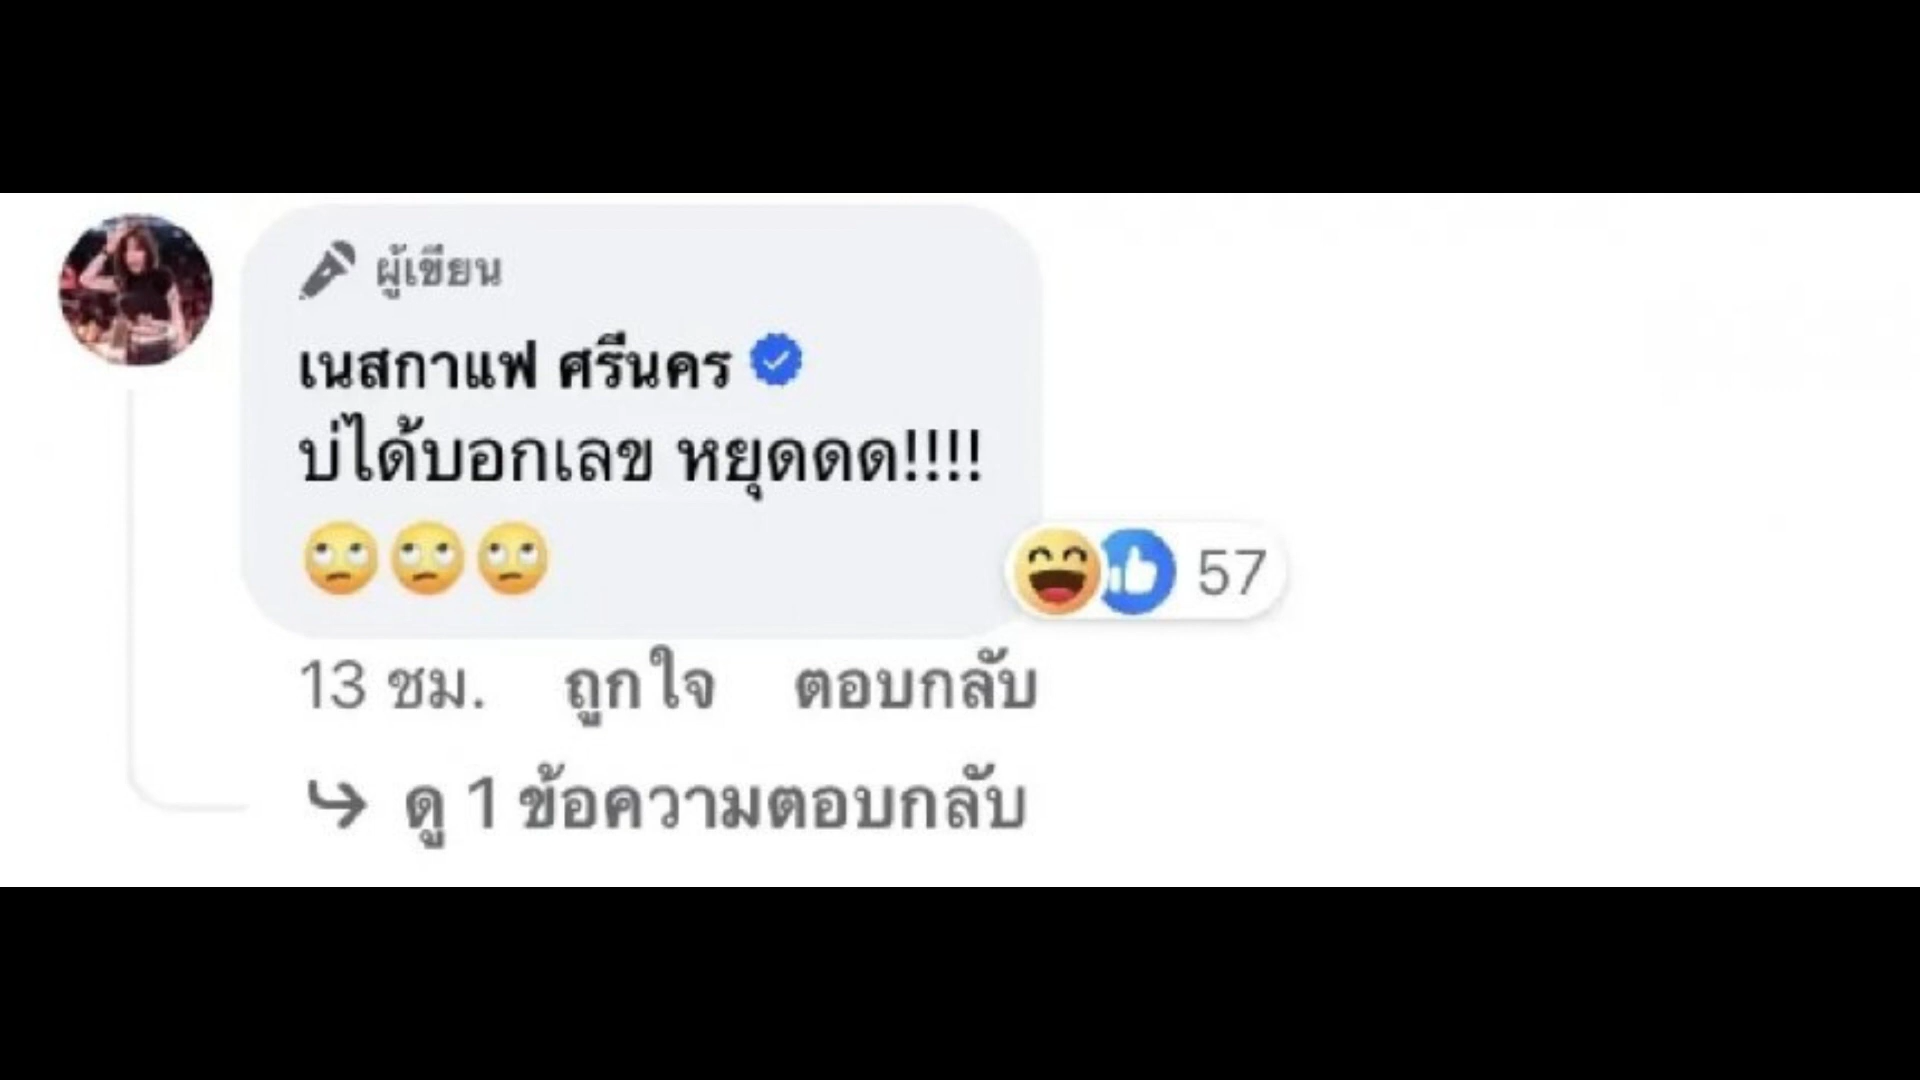 ผู้เขียน
เนสกาแฟ ศรีนคร
บ่ได้บอกเลข หยุดดด!!!!
🙄🙄🙄
57
13 ชม. ถูกใจ ตอบกลับ
ดู 1 ข้อความตอบกลับ